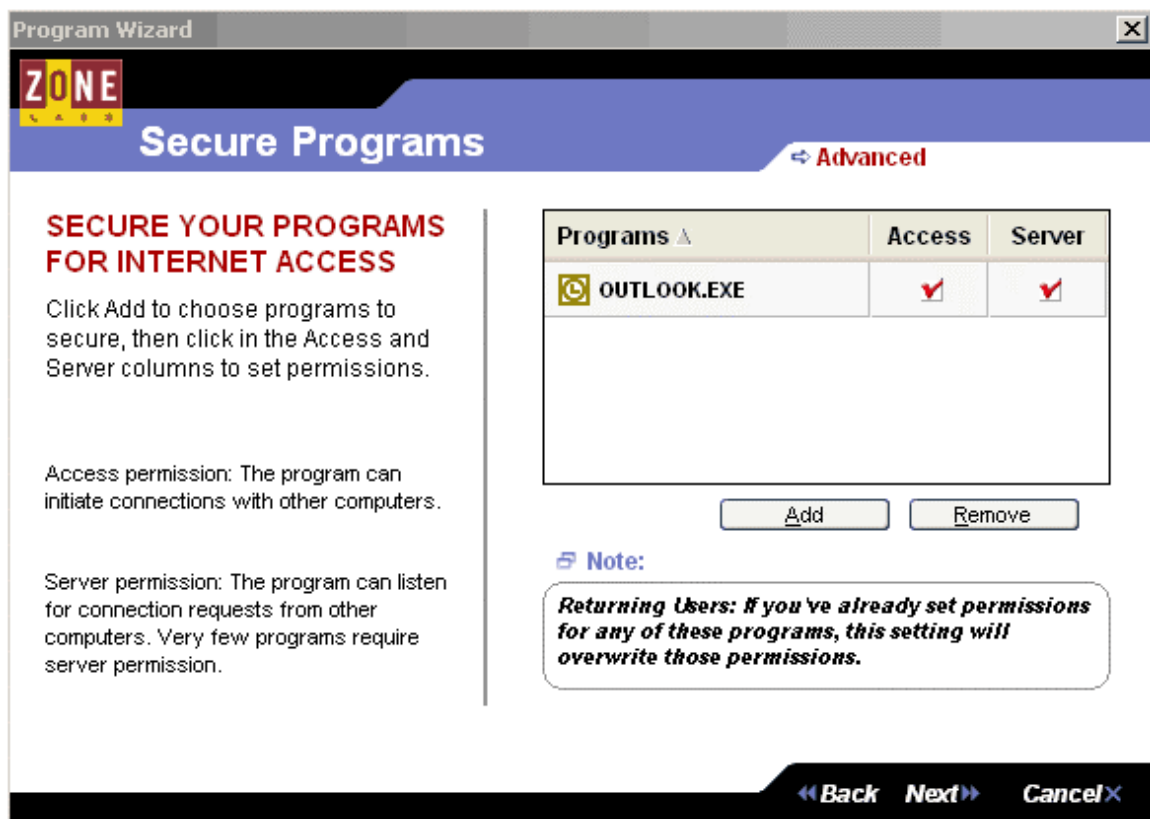 Program Wizard
ZONE
LABS
Secure Programs
Advanced
SECURE YOUR PROGRAMS
FOR INTERNET ACCESS
Click Add to choose programs to
secure, then click in the Access and
Server columns to set permissions.
Access permission: The program can
initiate connections with other computers.
Server permission: The program can listen
for connection requests from other
computers. Very few programs require
server permission.
Programs Access Server
OUTLOOK.EXE
Add Remove
Note:
Returning Users: If you've already set permissions
for any of these programs, this setting will
overwrite those permissions.
Back Next Cancel